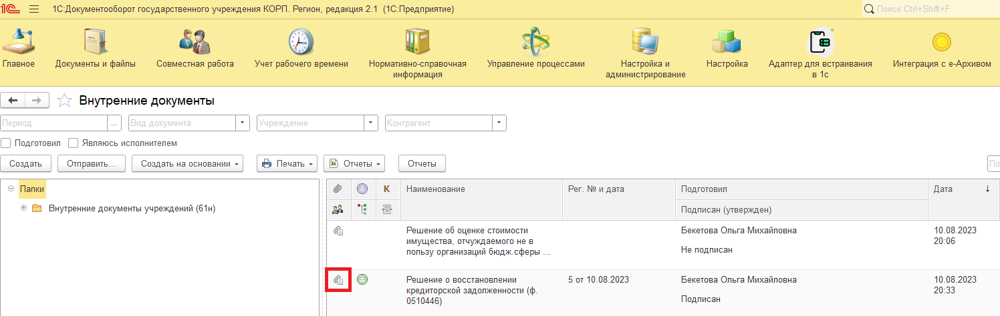 1С:Документооборот государственного учреждения КОРП. Регион, редакция 2.1 (1С:Предприятие)
Поиск Ctrl+Shift+F
Главное
Документы и файлы
Совместная работа
Учет рабочего времени
Нормативно-справочная
информация
Управление процессами
Настройка и
администрирование
Настройка
Адаптер для встраивания
в 1с
Интеграция с е-Архивом
Внутренние документы
Период
...
Вид документа
Учреждение
Контрагент
Подготовил
Являюсь исполнителем
Создать
Отправить...
Создать на основании
Печать
Отчеты
Отчеты
По
Папки
Внутренние документы учреждений (61н)
К
Наименование
Рег. № и дата
Подготовил
Дата
Подписан (утвержден)
Решение об оценке стоимости
имущества, отчуждаемого не в
пользу организаций бюдж.сферы ...
Бекетова Ольга Михайловна
Не подписан
10.08.2023
20:06
Решение о восстановлении
кредиторской задолженности (ф.
0510446)
5 от 10.08.2023
Бекетова Ольга Михайловна
Подписан
10.08.2023
20:33